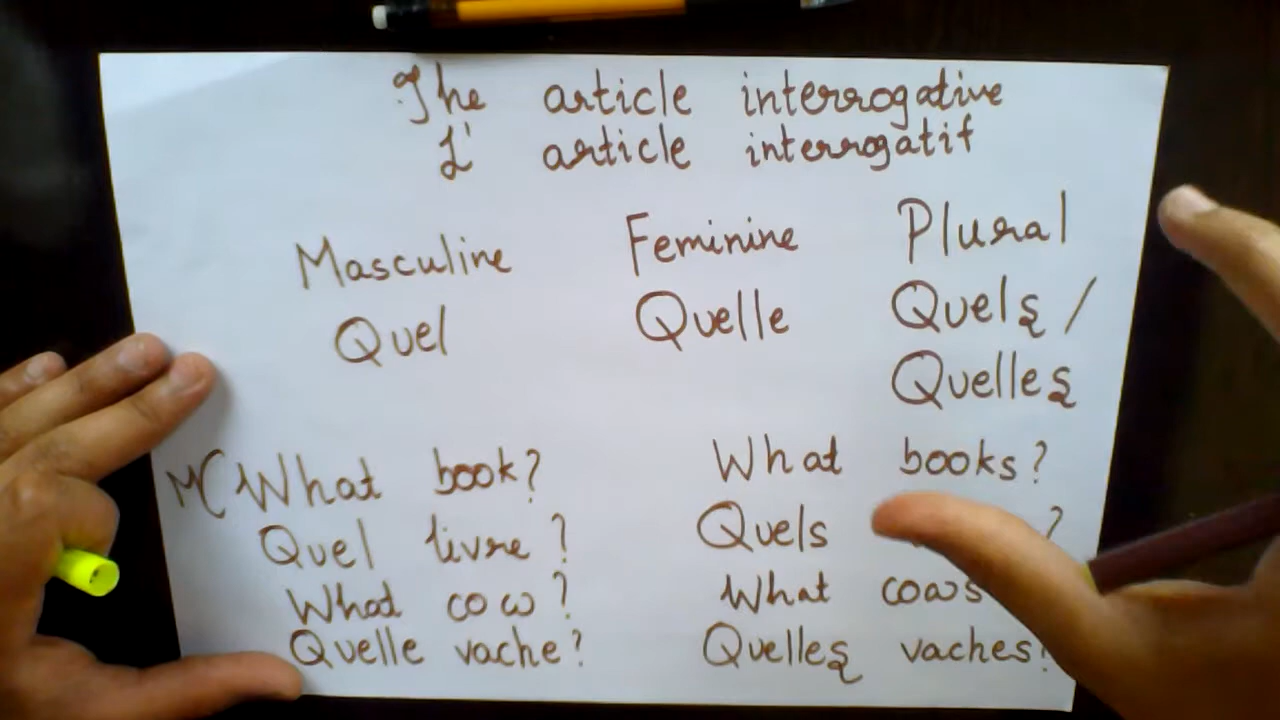 The article interrogative
L' article interrogatif
Masculine Feminine Plural
Quel Quelle Quels /
Quelles
What book? What books?
Quel livre? Quels ?
What cow? What cows
Quelle vache? Quelles vaches?